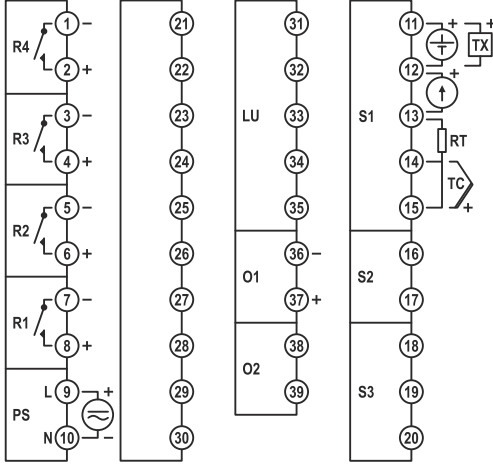 R4 1 −
2 +
R3 3 −
4 +
R2 5 −
6 +
R1 7 −
8 +
PS L 9 +
N 10 −
21
22
23
24
25
26
27
28
29
30
LU
31
32
33
34
35
O1 36 −
37 +
O2 38
39
S1
11 + +
TX
12 +
13
RT
14
TC
15 +
S2 16
17
S3 18
19
20